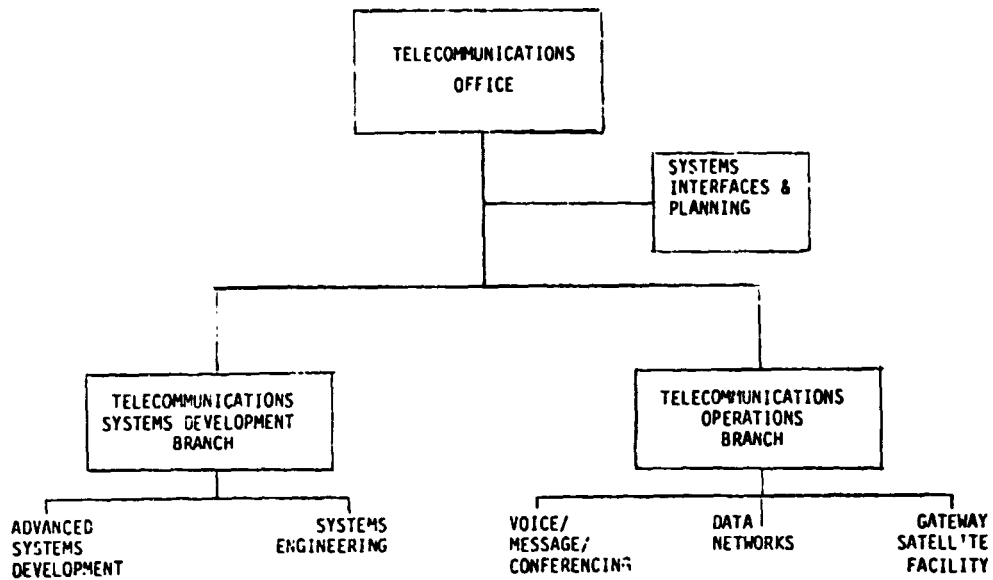 TELECOMMUNICATIONS
OFFICE
SYSTEMS
INTERFACES &
PLANNING
TELECOMMUNICATIONS
SYSTEMS DEVELOPMENT
BRANCH
TELECOMMUNICATIONS
OPERATIONS
BRANCH
ADVANCED
SYSTEMS
DEVELOPMENT
SYSTEMS
ENGINEERING
VOICE/
MESSAGE/
CONFERENCING
DATA
NETWORKS
GATEWAY
SATELLITE
FACILITY